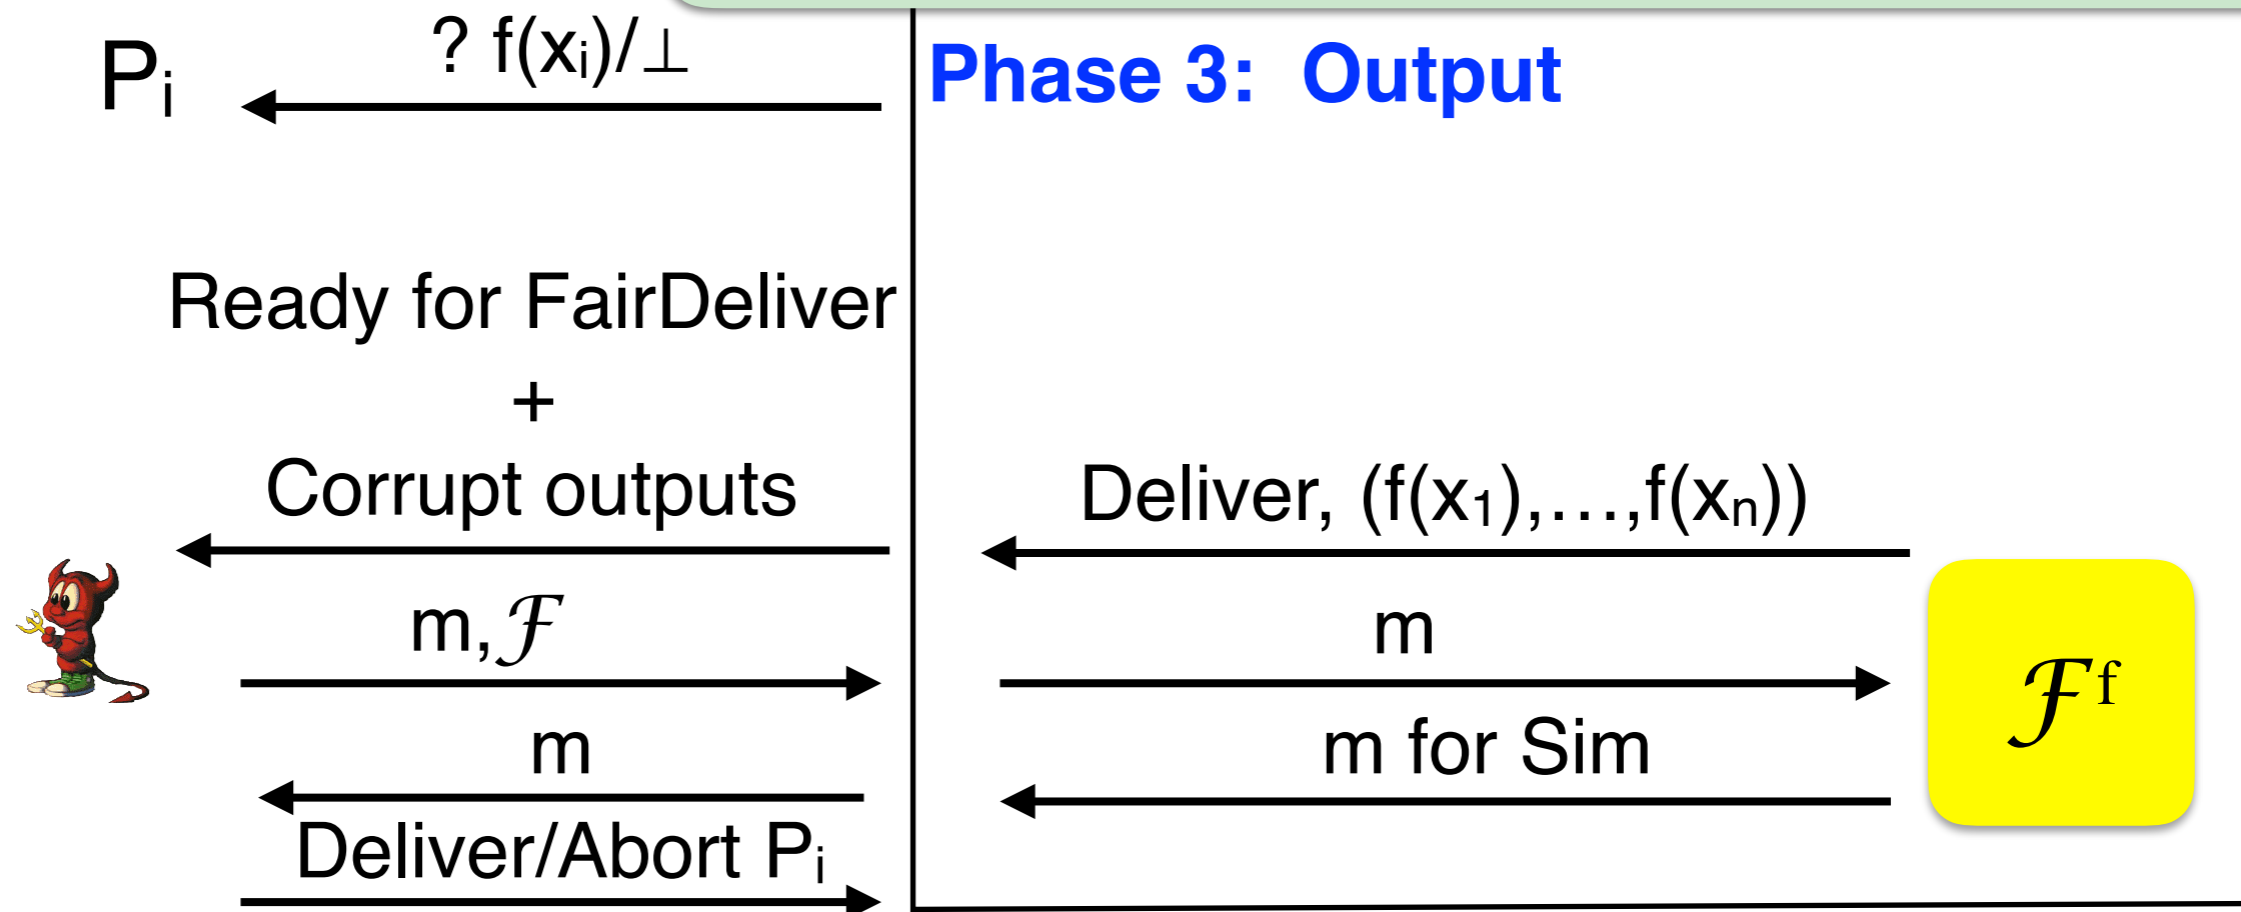 ? f(xᵢ)/⊥
Pᵢ
Phase 3: Output
Ready for FairDeliver
+
Corrupt outputs
Deliver, (f(x₁),…,f(xₙ))
m,ℱ
m
ℱᶠ
m
m for Sim
Deliver/Abort Pᵢ